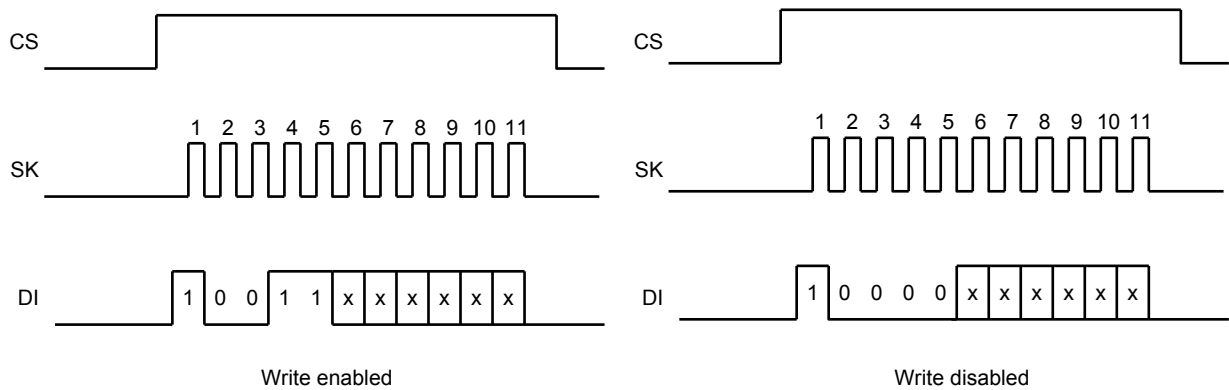 CS
1 2 3 4 5 6 7 8 9 10 11
SK
DI
1 0 0 1 1 x x x x x x
Write enabled
CS
1 2 3 4 5 6 7 8 9 10 11
SK
DI
1 0 0 0 0 x x x x x x
Write disabled